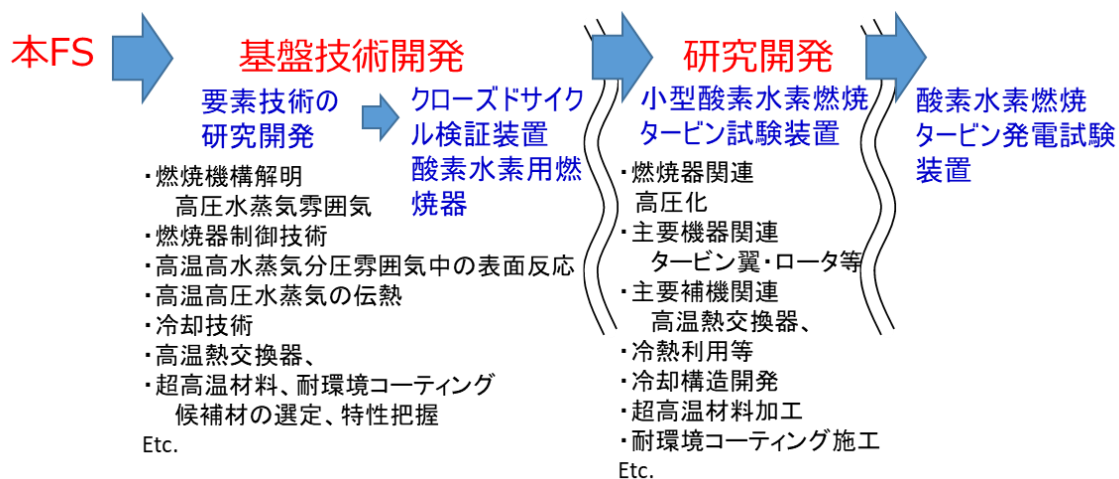 本FS
基盤技術開発
要素技術の
研究開発
クローズドサイク
ル検証装置
酸素水素用燃
焼器
・燃焼機構解明
高圧水蒸気雰囲気
・燃焼器制御技術
・高温高水蒸気分圧雰囲気中の表面反応
・高温高圧水蒸気の伝熱
・冷却技術
・高温熱交換器、
・超高温材料、耐環境コーティング
候補材の選定、特性把握
Etc.
研究開発
小型酸素水素燃焼
タービン試験装置
・燃焼器関連
高圧化
・主要機器関連
タービン翼・ロータ等
・主要補機関連
高温熱交換器、
・冷熱利用等
・冷却構造開発
・超高温材料加工
・耐環境コーティング施工
Etc.
酸素水素燃焼
タービン発電試験
装置